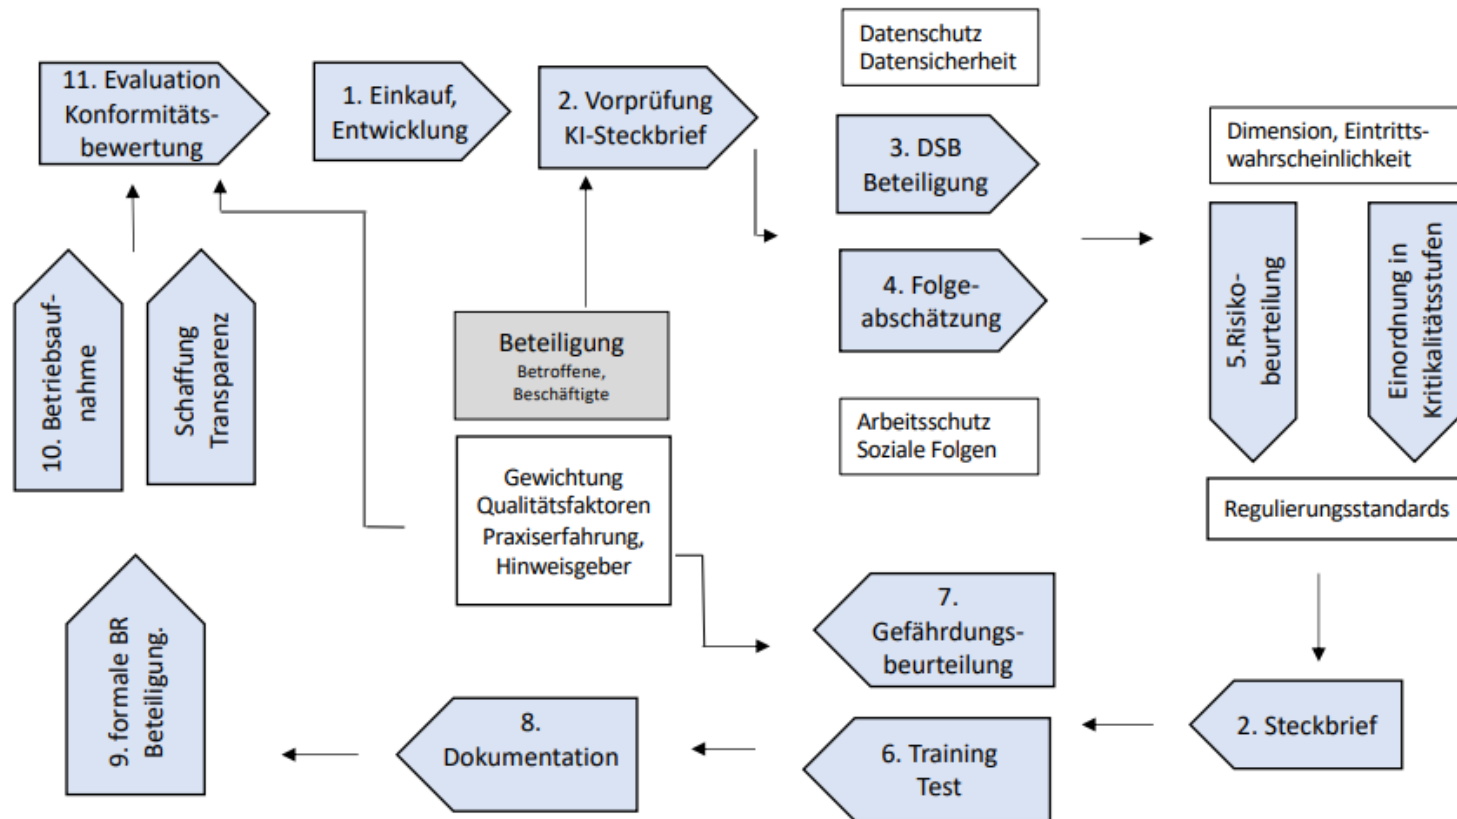 11. Evaluation
Konformitäts-
bewertung
1. Einkauf,
Entwicklung
2. Vorprüfung
KI-Steckbrief
Datenschutz
Datensicherheit
3. DSB
Beteiligung
4. Folge-
abschätzung
Arbeitsschutz
Soziale Folgen
Dimension, Eintritts-
wahrscheinlichkeit
5.Risiko-
beurteilung
Einordnung in
Kritikalitätsstufen
Regulierungsstandards
2. Steckbrief
7.
Gefährdungs-
beurteilung
6. Training
Test
8.
Dokumentation
9. formale BR
Beteiligung.
10. Betriebsauf-
nahme
Schaffung
Transparenz
Beteiligung
Betroffene,
Beschäftigte
Gewichtung
Qualitätsfaktoren
Praxiserfahrung,
Hinweisgeber